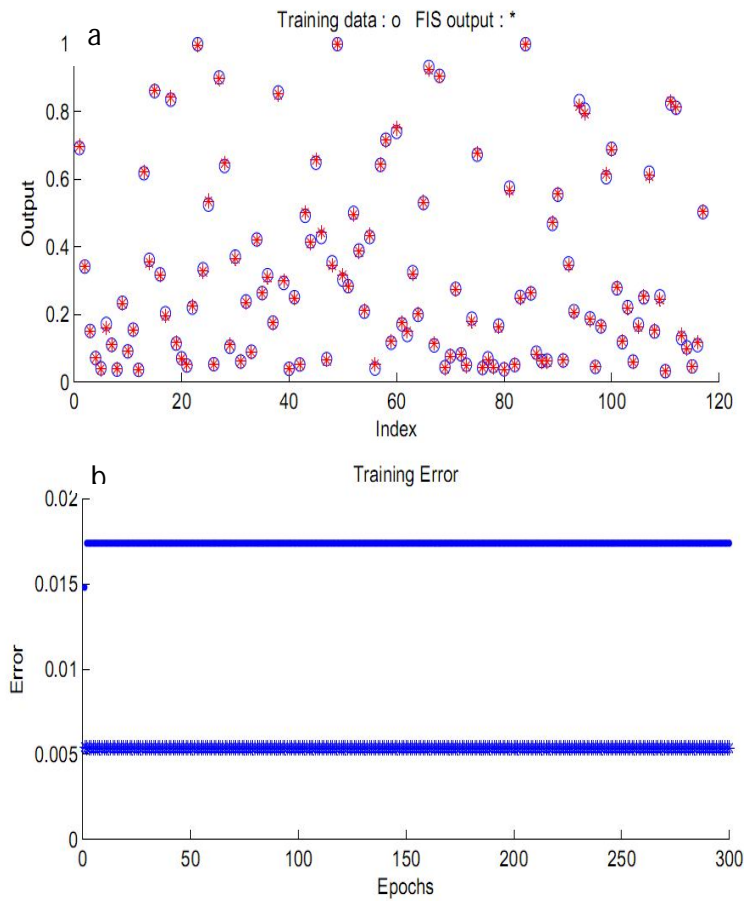 Training data : o FIS output : *
a
1
0.8
0.6
0.4
0.2
0
Output
0 20 40 60 80 100 120
Index
b
Training Error
0.02
0.015
0.01
0.005
0
Error
0 50 100 150 200 250 300
Epochs